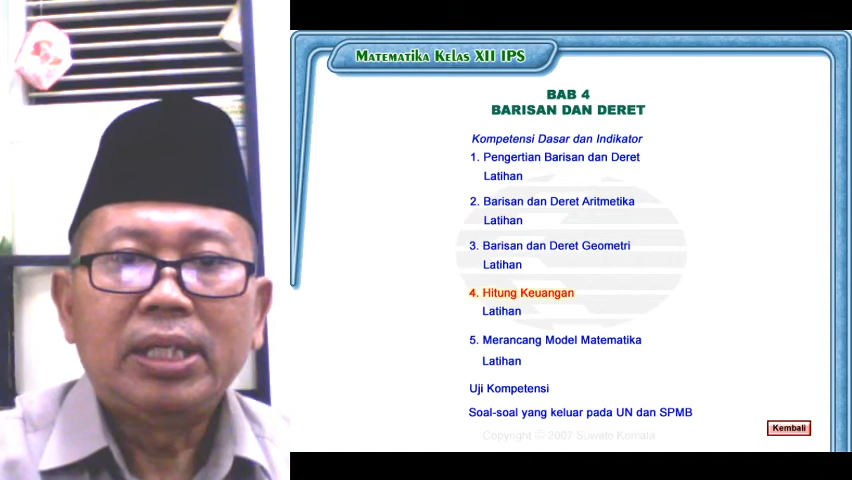 Matematika Kelas XII IPS
BAB 4
BARISAN DAN DERET
Kompetensi Dasar dan Indikator
1. Pengertian Barisan dan Deret
Latihan
2. Barisan dan Deret Aritmetika
Latihan
3. Barisan dan Deret Geometri
Latihan
4. Hitung Keuangan
Latihan
5. Merancang Model Matematika
Latihan
Uji Kompetensi
Soal-soal yang keluar pada UN dan SPMB
Kembali
Copyright © 2007 Suwato Komala